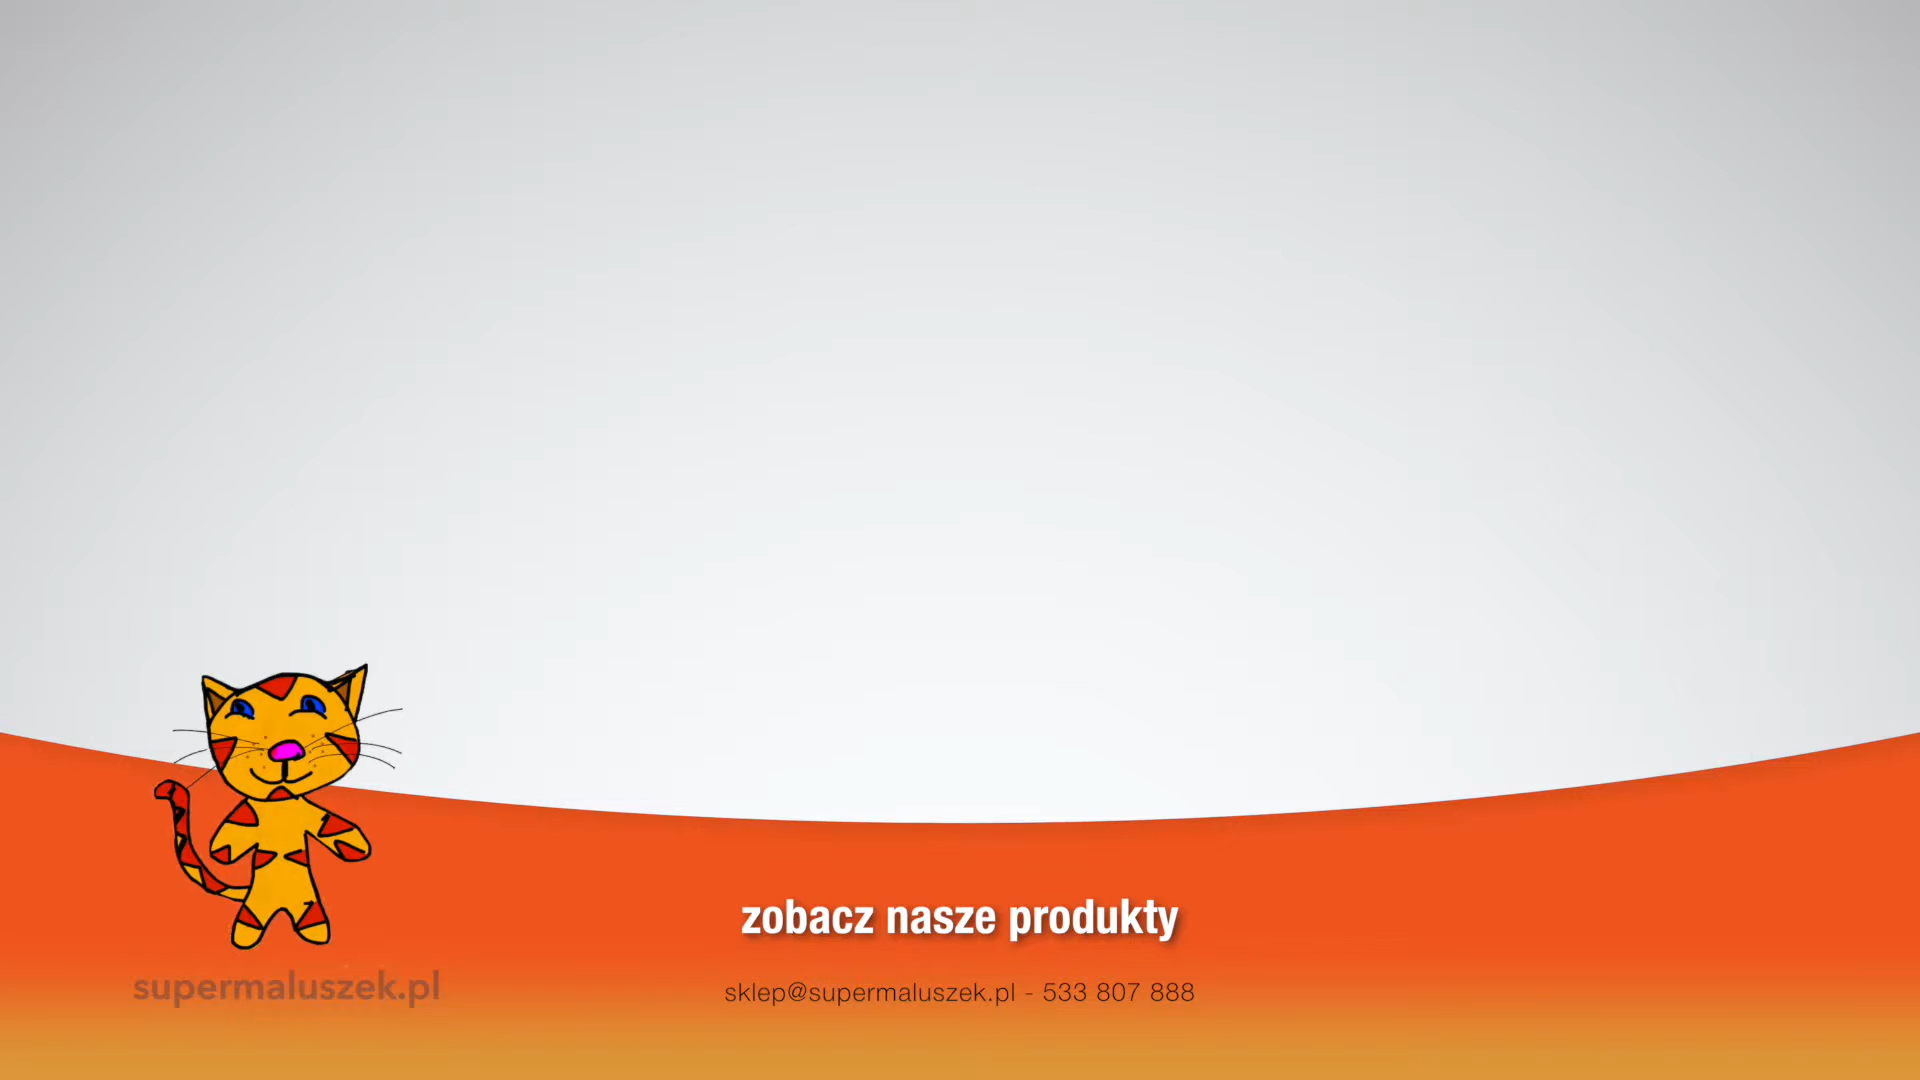 zobacz nasze produkty
supermaluszek.pl
sklep@supermaluszek.pl - 533 807 888